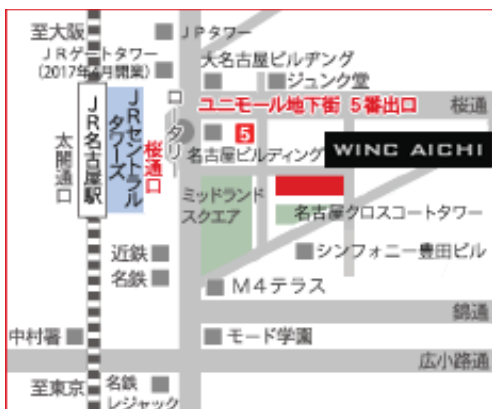 至大阪
JPタワー
JRゲートタワー
(2017年4月開業)
大名古屋ビルヂング
ジュンク堂
ロータリー
ユニモール地下街 5番出口
桜通
JR名古屋駅
JRセントラル
タワーズ
桜通口
太閤通口
5
名古屋ビルディング
WINC AICHI
ミッドランド
スクエア
名古屋クロスコートタワー
近鉄
名鉄
シンフォニー豊田ビル
M4テラス
錦通
中村署
モード学園
広小路通
至東京
名鉄
レジャック